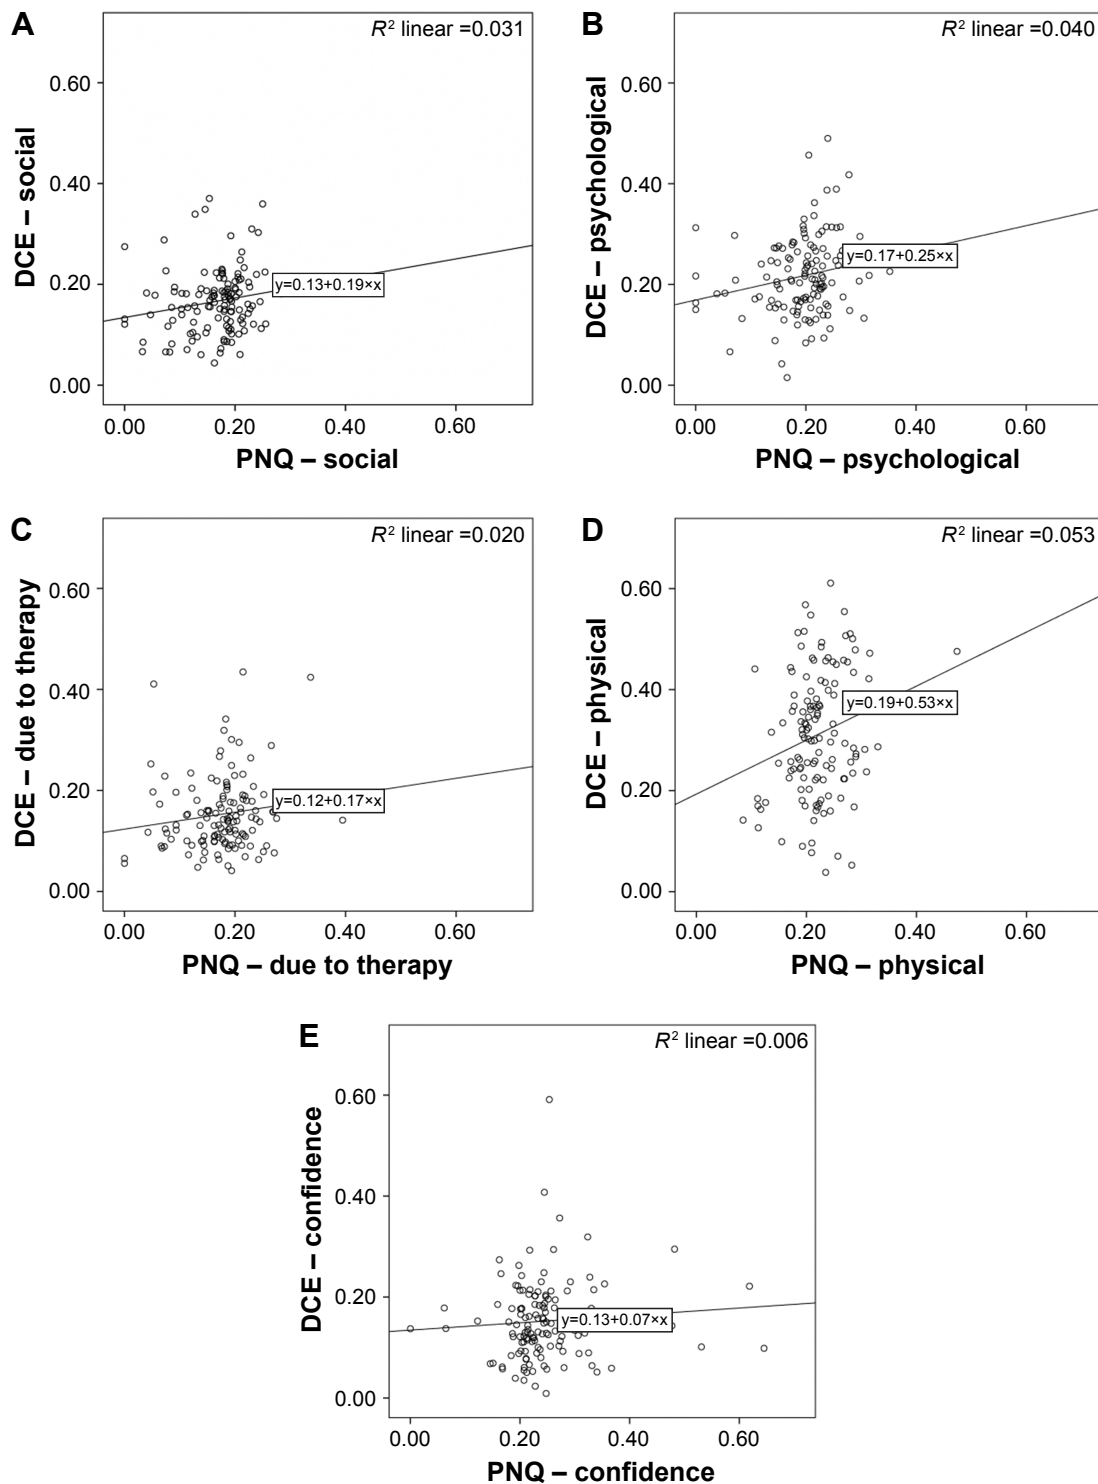 A
R² linear =0.031
DCE – social
0.60
0.40
0.20
0.00
y=0.13+0.19×x
0.00 0.20 0.40 0.60
PNQ – social
B
R² linear =0.040
DCE – psychological
0.60
0.40
0.20
0.00
y=0.17+0.25×x
0.00 0.20 0.40 0.60
PNQ – psychological
C
R² linear =0.020
DCE – due to therapy
0.60
0.40
0.20
0.00
y=0.12+0.17×x
0.00 0.20 0.40 0.60
PNQ – due to therapy
D
R² linear =0.053
DCE – physical
0.60
0.40
0.20
0.00
y=0.19+0.53×x
0.00 0.20 0.40 0.60
PNQ – physical
E
R² linear =0.006
DCE – confidence
0.60
0.40
0.20
0.00
y=0.13+0.07×x
0.00 0.20 0.40 0.60
PNQ – confidence